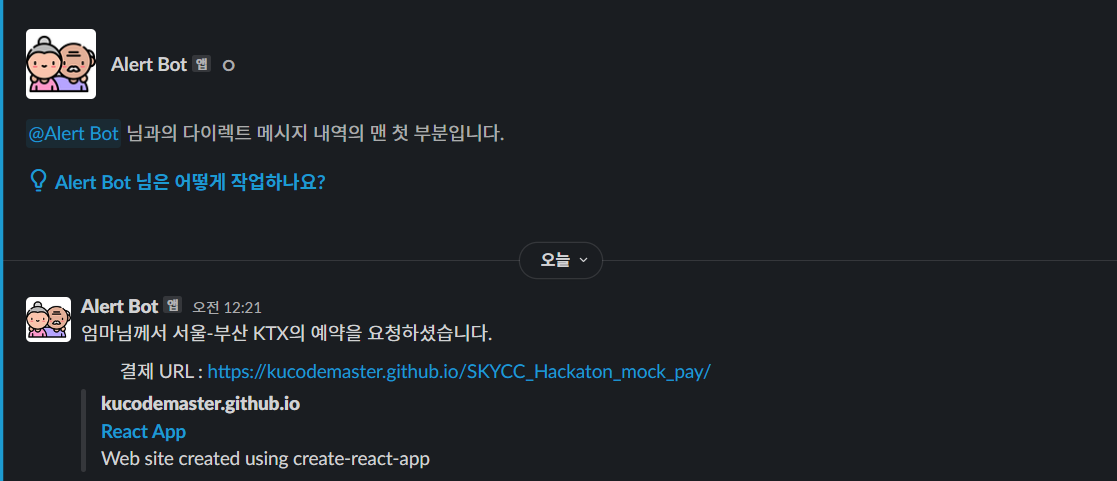 Alert Bot 앱
@Alert Bot 님과의 다이렉트 메시지 내역의 맨 첫 부분입니다.
Alert Bot 님은 어떻게 작업하나요?
오늘
Alert Bot 앱 오전 12:21
엄마님께서 서울-부산 KTX의 예약을 요청하셨습니다.
결제 URL : https://kucodemaster.github.io/SKYCC_Hackaton_mock_pay/
kucodemaster.github.io
React App
Web site created using create-react-app